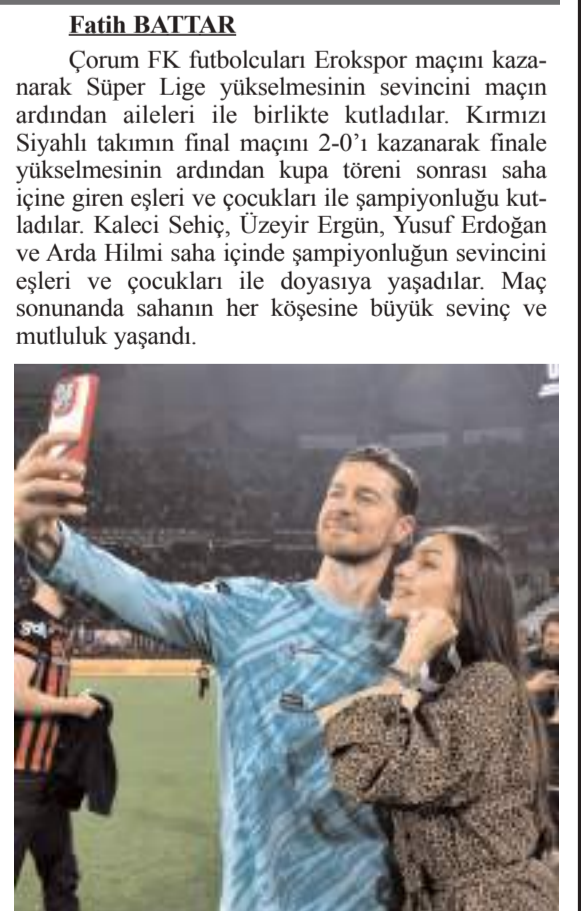 Fatih BATTAR
Çorum FK futbolcuları Erokspor maçını kaza-
narak Süper Lige yükselmesinin sevincini maçın
ardından aileleri ile birlikte kutladılar. Kırmızı
Siyahlı takımın final maçını 2-0’ı kazanarak finale
yükselmesinin ardından kupa töreni sonrası saha
içine giren eşleri ve çocukları ile şampiyonluğu kut-
ladılar. Kaleci Sehiç, Üzeyir Ergün, Yusuf Erdoğan
ve Arda Hilmi saha içinde şampiyonluğun sevincini
eşleri ve çocukları ile doyasıya yaşadılar. Maç
sonunanda sahanın her köşesine büyük sevinç ve
mutluluk yaşandı.